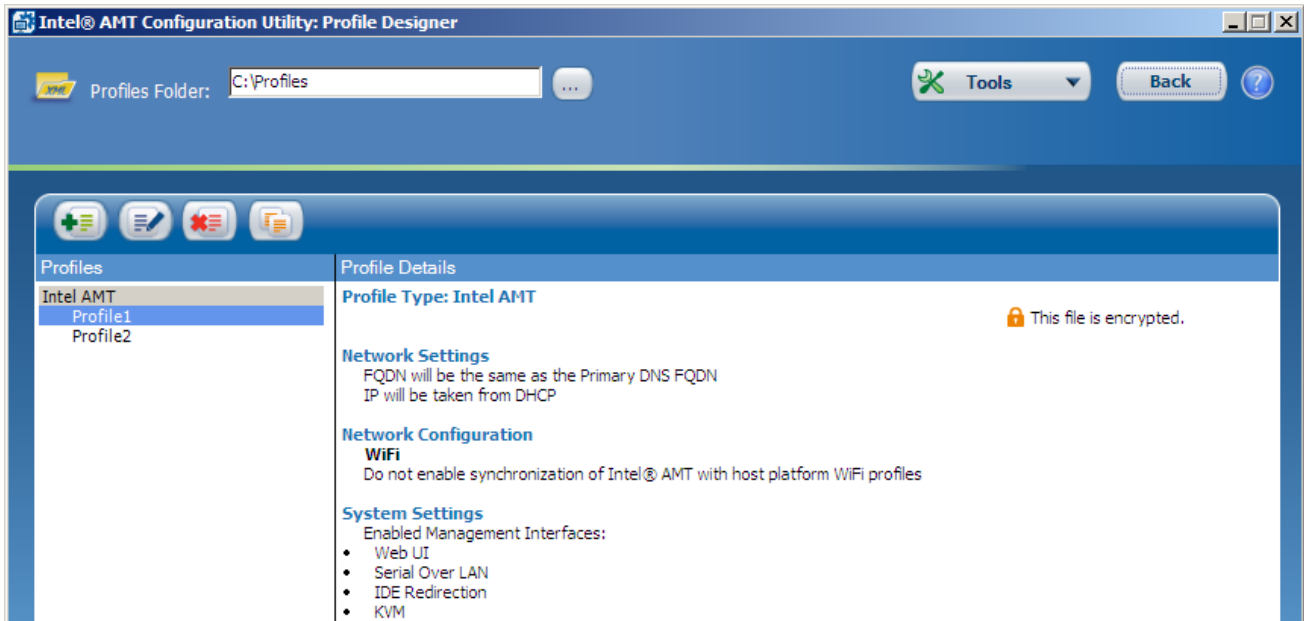 Intel® AMT Configuration Utility: Profile Designer
XML Profiles Folder: C:\Profiles ... Tools Back ?
Profiles Profile Details
Intel AMT
Profile1
Profile2
Profile Type: Intel AMT
This file is encrypted.
Network Settings
FQDN will be the same as the Primary DNS FQDN
IP will be taken from DHCP
Network Configuration
WiFi
Do not enable synchronization of Intel® AMT with host platform WiFi profiles
System Settings
Enabled Management Interfaces:
• Web UI
• Serial Over LAN
• IDE Redirection
• KVM